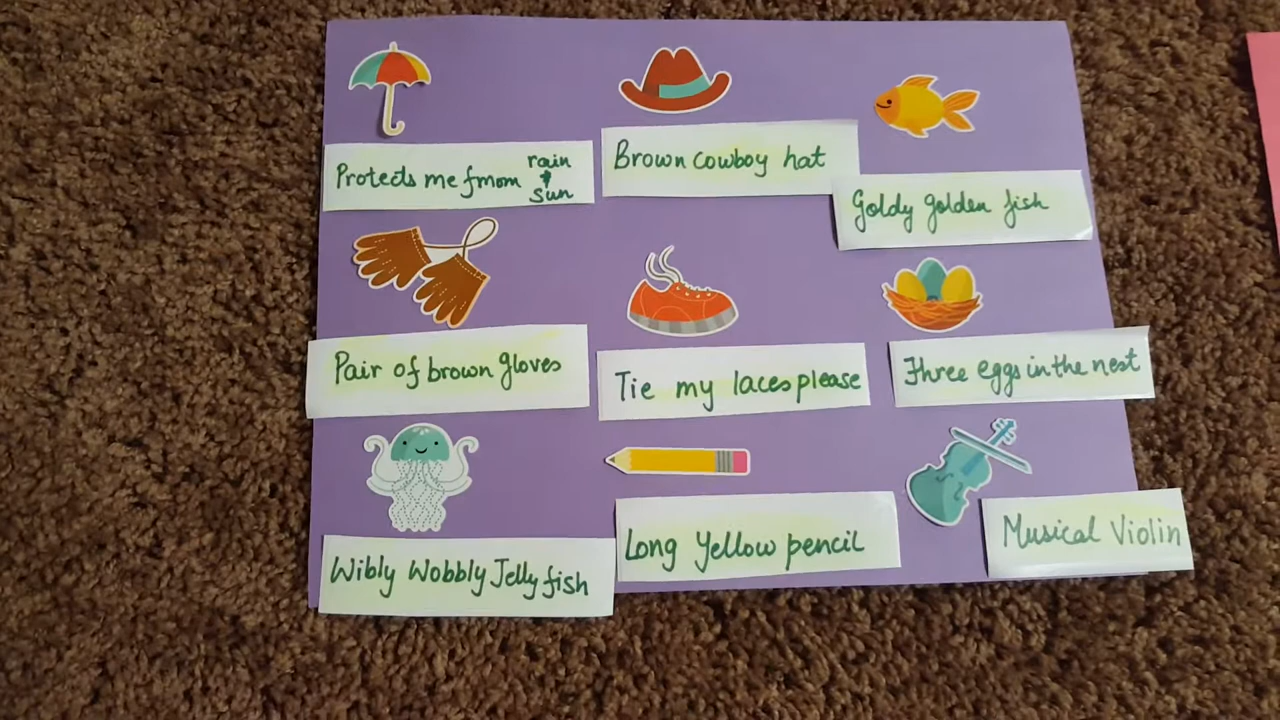 Protects me fmom rain & sun
Brown cowboy hat
Goldy golden fish
Pair of brown gloves
Tie my laces please
Three eggs in the nest
Wibly Wobbly Jelly fish
Long Yellow pencil
Musical Violin